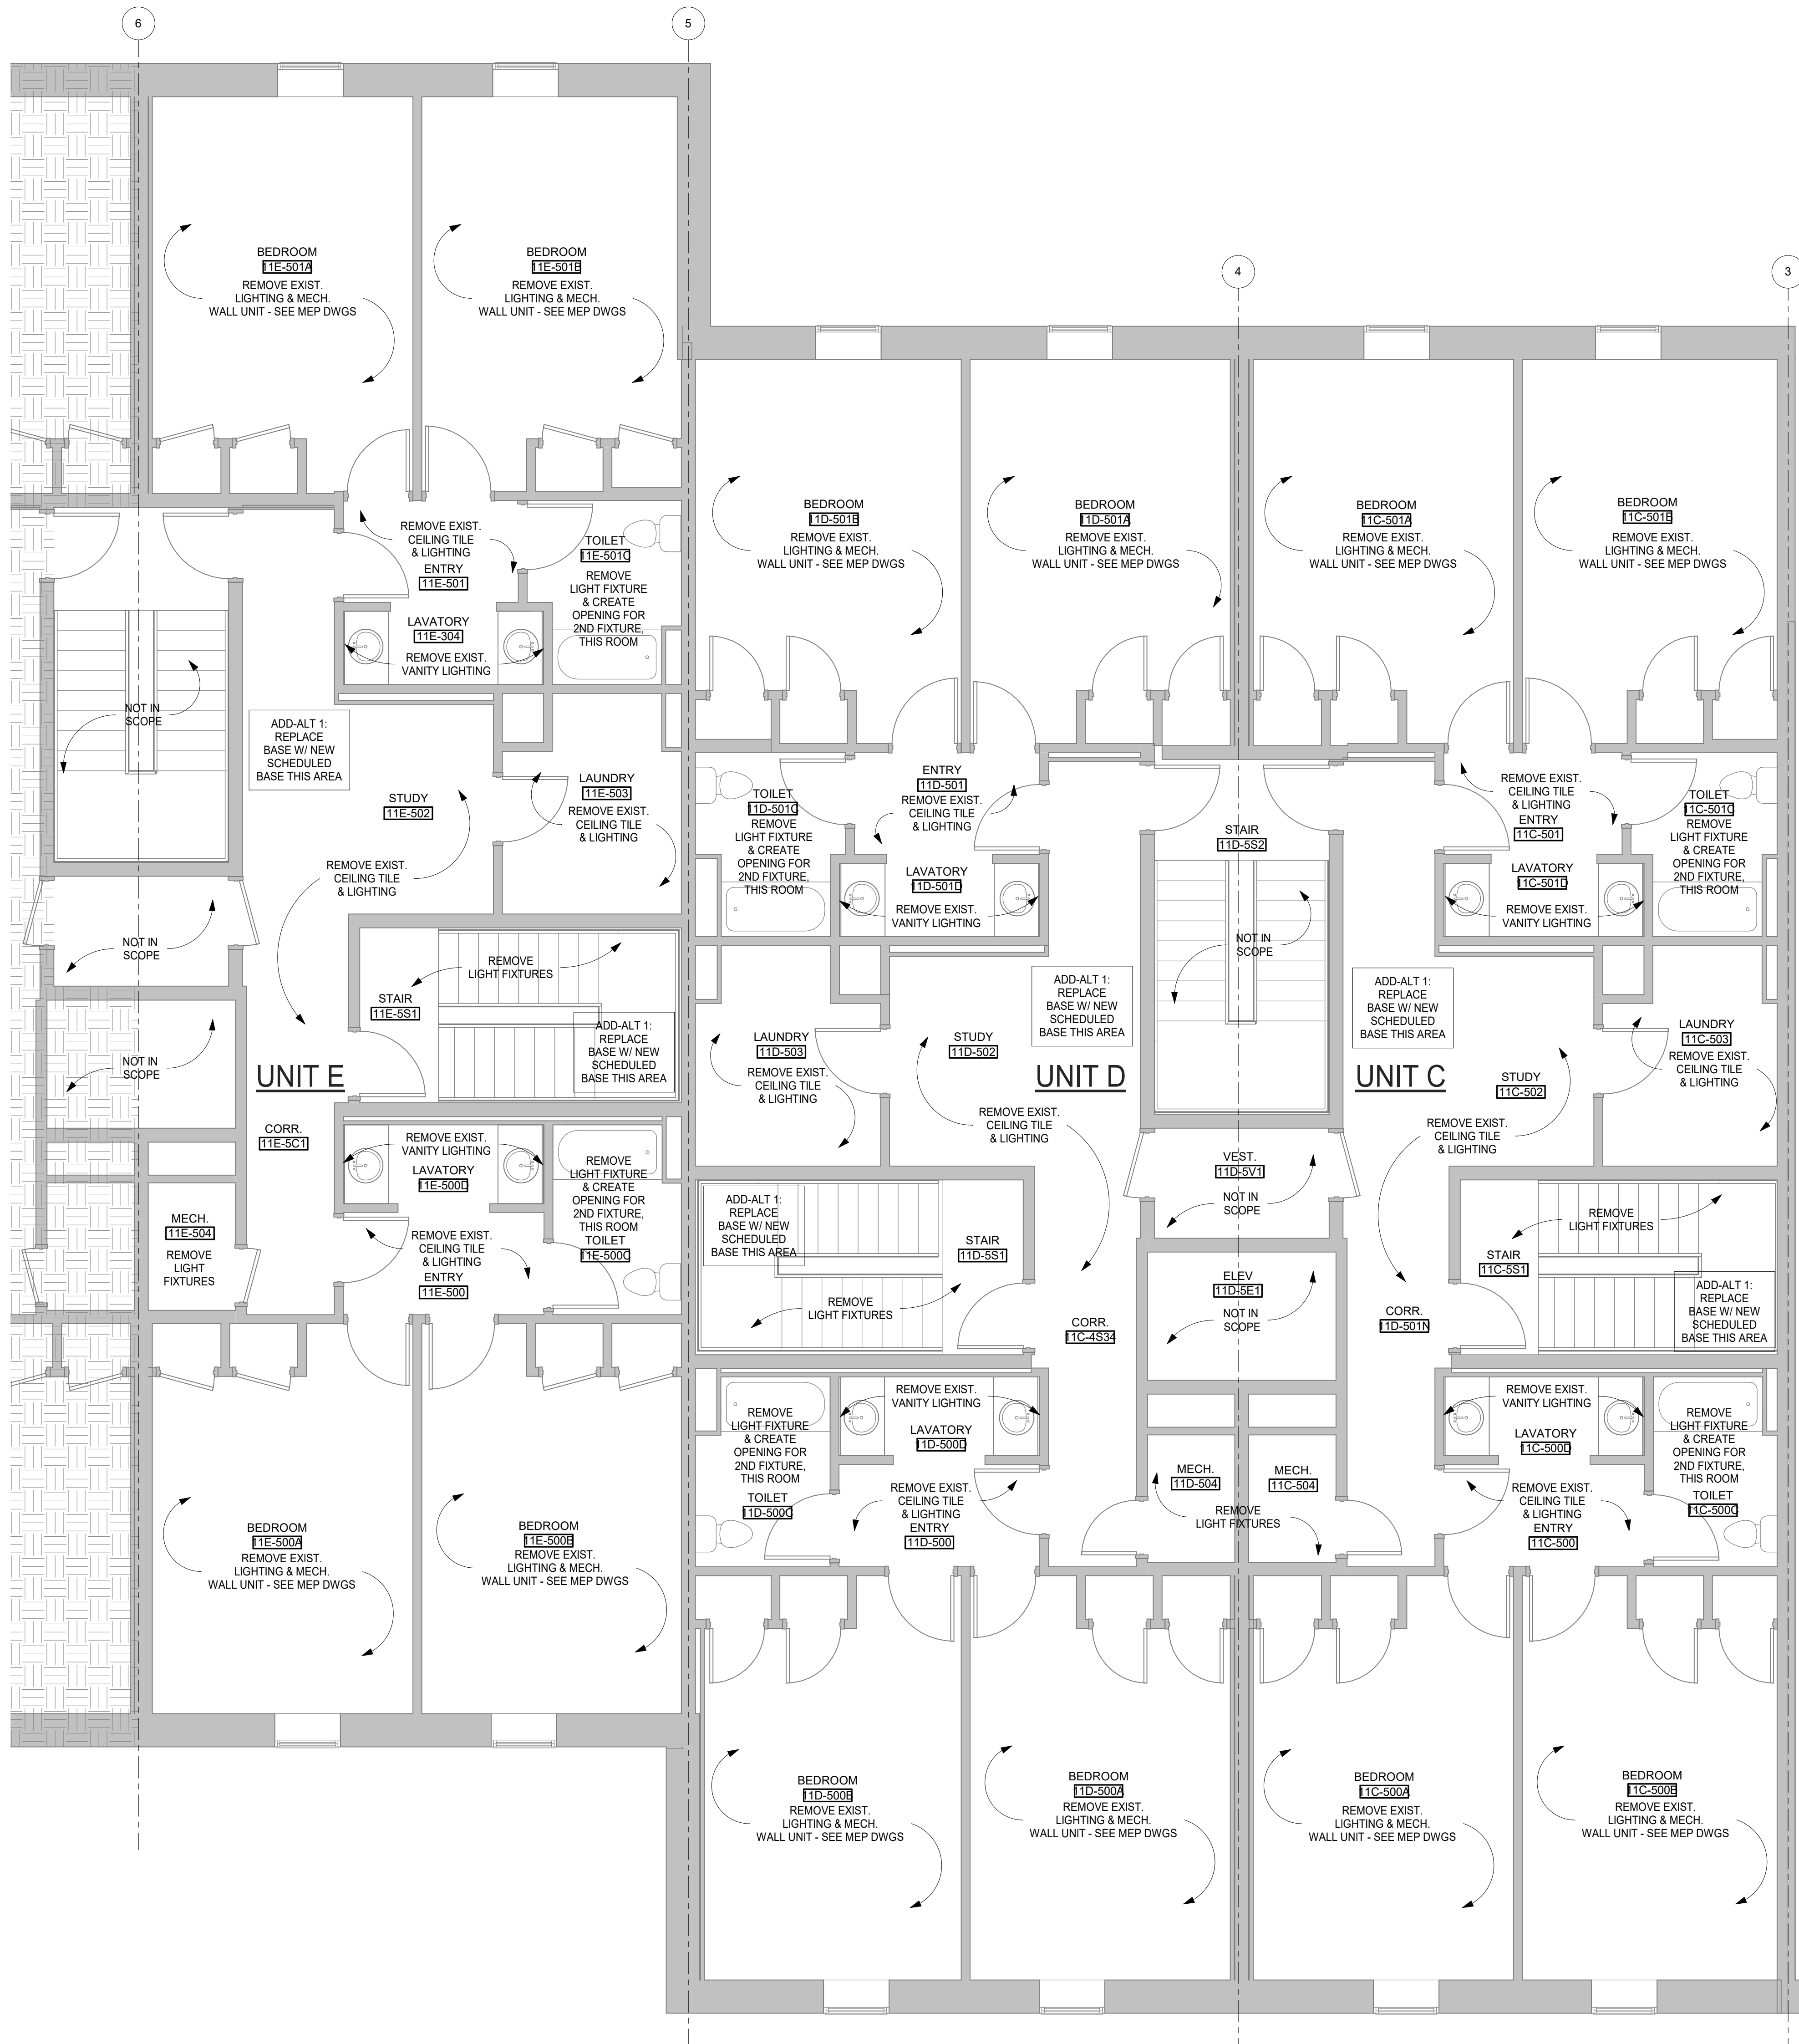 6
5
4
3
BEDROOM
11E-501A
REMOVE EXIST.
LIGHTING & MECH.
WALL UNIT - SEE MEP DWGS
BEDROOM
11E-501B
REMOVE EXIST.
LIGHTING & MECH.
WALL UNIT - SEE MEP DWGS
BEDROOM
11D-501B
REMOVE EXIST.
LIGHTING & MECH.
WALL UNIT - SEE MEP DWGS
BEDROOM
11D-501A
REMOVE EXIST.
LIGHTING & MECH.
WALL UNIT - SEE MEP DWGS
BEDROOM
11C-501A
REMOVE EXIST.
LIGHTING & MECH.
WALL UNIT - SEE MEP DWGS
BEDROOM
11C-501B
REMOVE EXIST.
LIGHTING & MECH.
WALL UNIT - SEE MEP DWGS
REMOVE EXIST.
CEILING TILE
& LIGHTING
ENTRY
11E-501
TOILET
11E-501C
REMOVE
LIGHT FIXTURE
& CREATE
OPENING FOR
2ND FIXTURE,
THIS ROOM
LAVATORY
11E-304
REMOVE EXIST.
VANITY LIGHTING
NOT IN
SCOPE
ADD-ALT 1:
REPLACE
BASE W/ NEW
SCHEDULED
BASE THIS AREA
STUDY
11E-502
LAUNDRY
11E-503
REMOVE EXIST.
CEILING TILE
& LIGHTING
REMOVE EXIST.
CEILING TILE
& LIGHTING
TOILET
11D-501C
REMOVE
LIGHT FIXTURE
& CREATE
OPENING FOR
2ND FIXTURE,
THIS ROOM
ENTRY
11D-501
REMOVE EXIST.
CEILING TILE
& LIGHTING
LAVATORY
11D-501D
REMOVE EXIST.
VANITY LIGHTING
STAIR
11D-5S2
NOT IN
SCOPE
REMOVE EXIST.
CEILING TILE
& LIGHTING
ENTRY
11C-501
TOILET
11C-501C
REMOVE
LIGHT FIXTURE
& CREATE
OPENING FOR
2ND FIXTURE,
THIS ROOM
LAVATORY
11C-501D
REMOVE EXIST.
VANITY LIGHTING
NOT IN
SCOPE
REMOVE
LIGHT FIXTURES
STAIR
11E-5S1
ADD-ALT 1:
REPLACE
BASE W/ NEW
SCHEDULED
BASE THIS AREA
NOT IN
SCOPE
UNIT E
LAUNDRY
11D-503
REMOVE EXIST.
CEILING TILE
& LIGHTING
STUDY
11D-502
ADD-ALT 1:
REPLACE
BASE W/ NEW
SCHEDULED
BASE THIS AREA
UNIT D
REMOVE EXIST.
CEILING TILE
& LIGHTING
ADD-ALT 1:
REPLACE
BASE W/ NEW
SCHEDULED
BASE THIS AREA
UNIT C
STUDY
11C-502
REMOVE EXIST.
CEILING TILE
& LIGHTING
LAUNDRY
11C-503
REMOVE EXIST.
CEILING TILE
& LIGHTING
CORR.
11E-5C1
REMOVE EXIST.
VANITY LIGHTING
LAVATORY
11E-500D
REMOVE
LIGHT FIXTURE
& CREATE
OPENING FOR
2ND FIXTURE,
THIS ROOM
TOILET
11E-500C
MECH.
11E-504
REMOVE
LIGHT
FIXTURES
REMOVE EXIST.
CEILING TILE
& LIGHTING
ENTRY
11E-500
ADD-ALT 1:
REPLACE
BASE W/ NEW
SCHEDULED
BASE THIS AREA
STAIR
11D-5S1
REMOVE
LIGHT FIXTURES
CORR.
11C-4S34
VEST.
11D-5V1
NOT IN
SCOPE
ELEV
11D-5E1
NOT IN
SCOPE
REMOVE
LIGHT FIXTURES
STAIR
11C-5S1
CORR.
11D-501N
ADD-ALT 1:
REPLACE
BASE W/ NEW
SCHEDULED
BASE THIS AREA
REMOVE
LIGHT FIXTURE
& CREATE
OPENING FOR
2ND FIXTURE,
THIS ROOM
TOILET
11D-500C
REMOVE EXIST.
VANITY LIGHTING
LAVATORY
11D-500D
REMOVE EXIST.
CEILING TILE
& LIGHTING
ENTRY
11D-500
MECH.
11D-504
MECH.
11C-504
REMOVE
LIGHT FIXTURES
REMOVE EXIST.
VANITY LIGHTING
LAVATORY
11C-500D
REMOVE EXIST.
CEILING TILE
& LIGHTING
ENTRY
11C-500
REMOVE
LIGHT FIXTURE
& CREATE
OPENING FOR
2ND FIXTURE,
THIS ROOM
TOILET
11C-500C
BEDROOM
11E-500A
REMOVE EXIST.
LIGHTING & MECH.
WALL UNIT - SEE MEP DWGS
BEDROOM
11E-500B
REMOVE EXIST.
LIGHTING & MECH.
WALL UNIT - SEE MEP DWGS
BEDROOM
11D-500B
REMOVE EXIST.
LIGHTING & MECH.
WALL UNIT - SEE MEP DWGS
BEDROOM
11D-500A
REMOVE EXIST.
LIGHTING & MECH.
WALL UNIT - SEE MEP DWGS
BEDROOM
11C-500A
REMOVE EXIST.
LIGHTING & MECH.
WALL UNIT - SEE MEP DWGS
BEDROOM
11C-500B
REMOVE EXIST.
LIGHTING & MECH.
WALL UNIT - SEE MEP DWGS